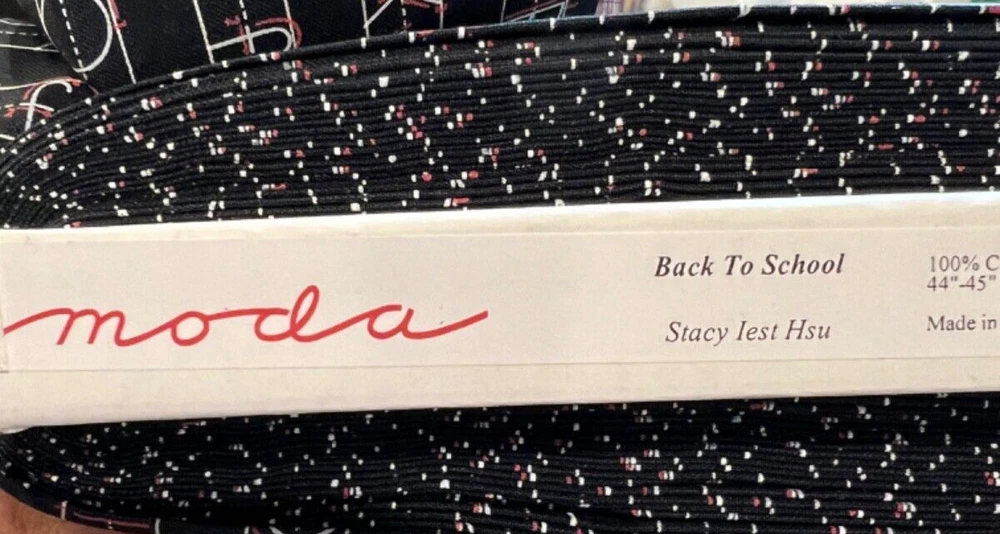 moda
Back To School
Stacy Iest Hsu
100% C
44"-45"
Made in